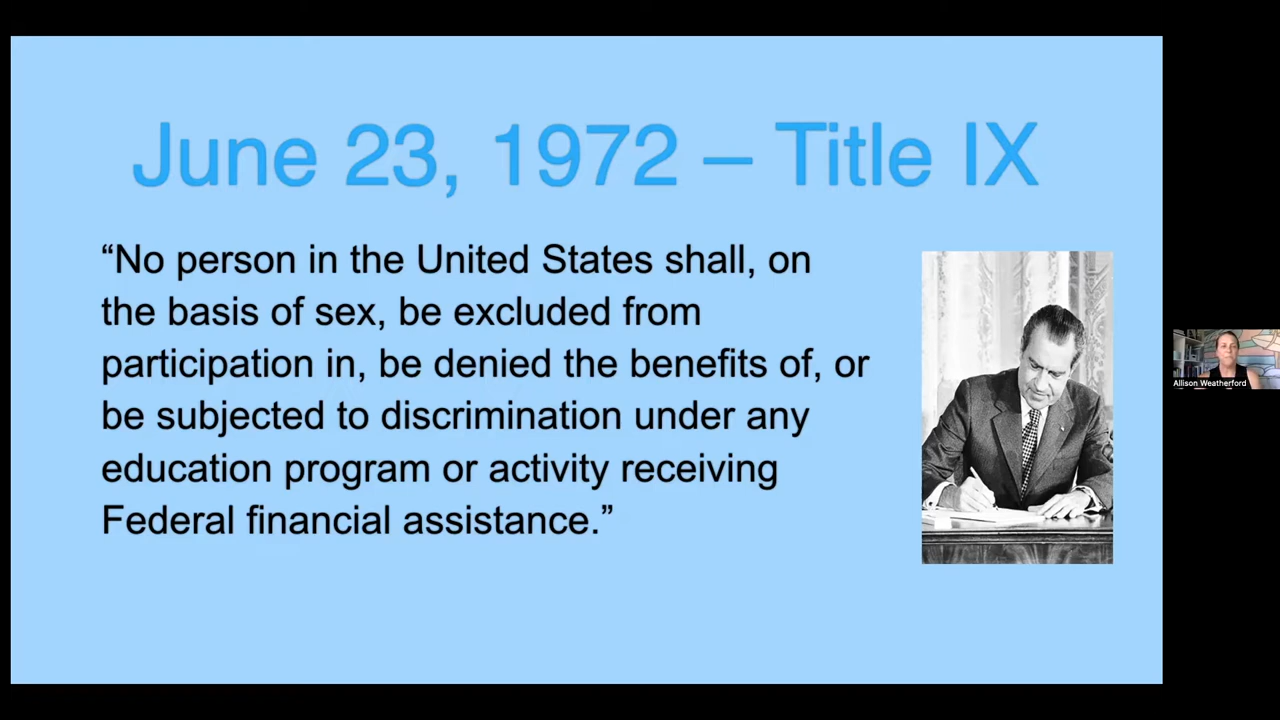 June 23, 1972 – Title IX
“No person in the United States shall, on
the basis of sex, be excluded from
participation in, be denied the benefits of, or
be subjected to discrimination under any
education program or activity receiving
Federal financial assistance.”
Allison Weatherford